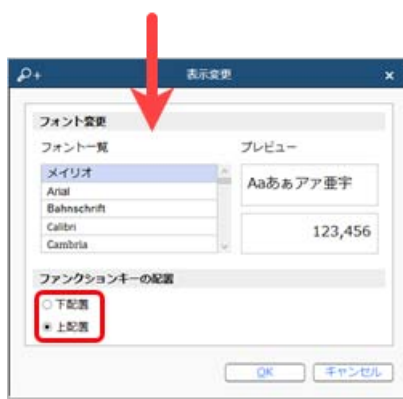 表示変更
フォント変更
フォント一覧
プレビュー
メイリオ
Arial
Bahnschrift
Calibri
Cambria
Aaあぁアァ亜宇
123,456
ファンクションキーの配置
下配置
上配置
OK
キャンセル